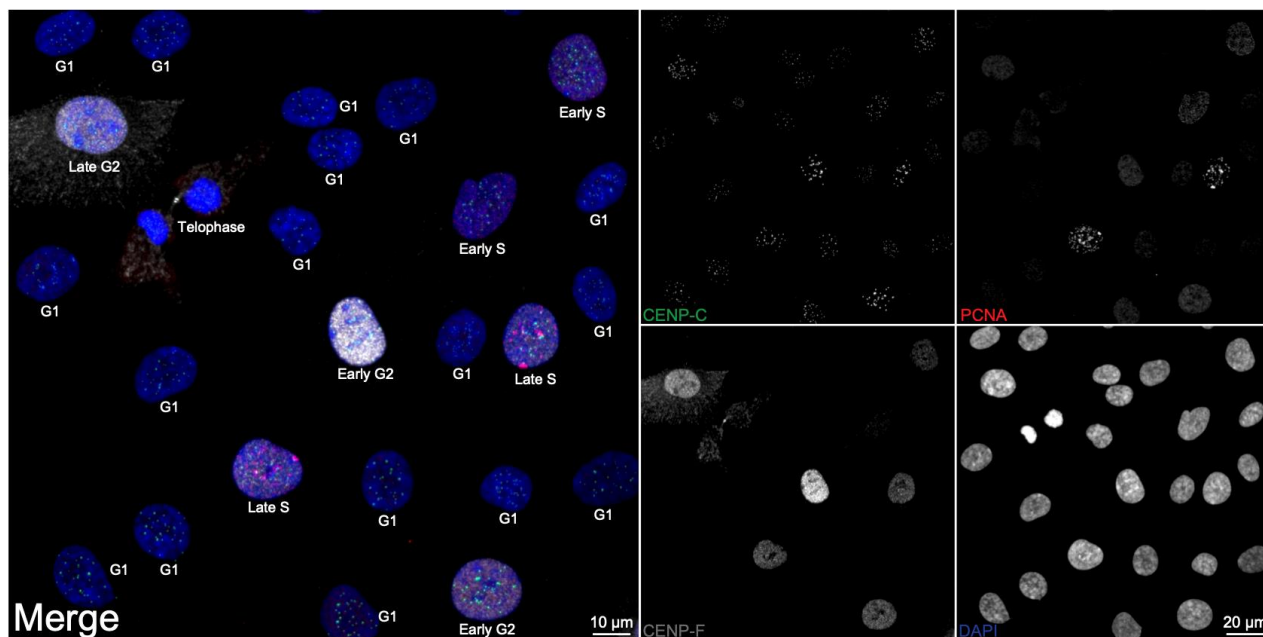 G1
G1
Early S
G1
G1
Late G2
G1
G1
Telophase
Early S
G1
G1
G1
G1
Early G2
G1
Late S
G1
Late S
G1
G1
G1
G1
G1
G1
Early G2
Merge
10 µm
CENP-C
PCNA
CENP-F
DAPI
20 µm